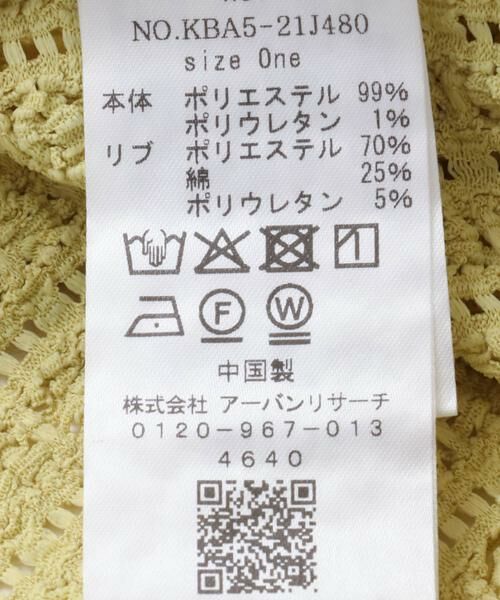 NO.KBA5-21J480
size One
本体 ポリエステル 99%
ポリウレタン 1%
リブ ポリエステル 70%
綿 25%
ポリウレタン 5%
F W
中国製
株式会社 アーバンリサーチ
0120-967-013
4640